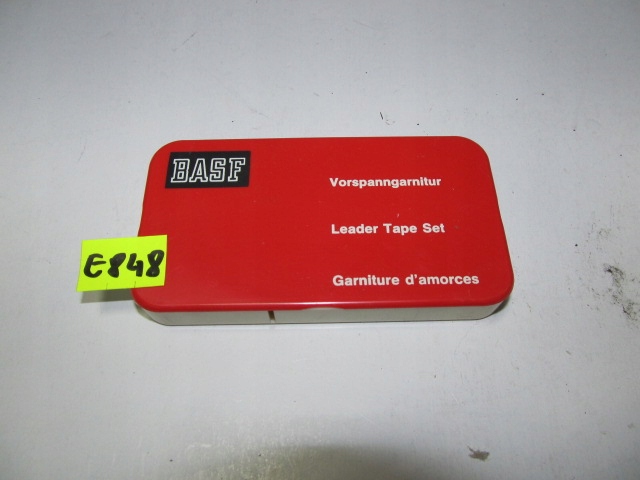 BASF
Vorspanngarnitur
Leader Tape Set
Garniture d'amorces
E848